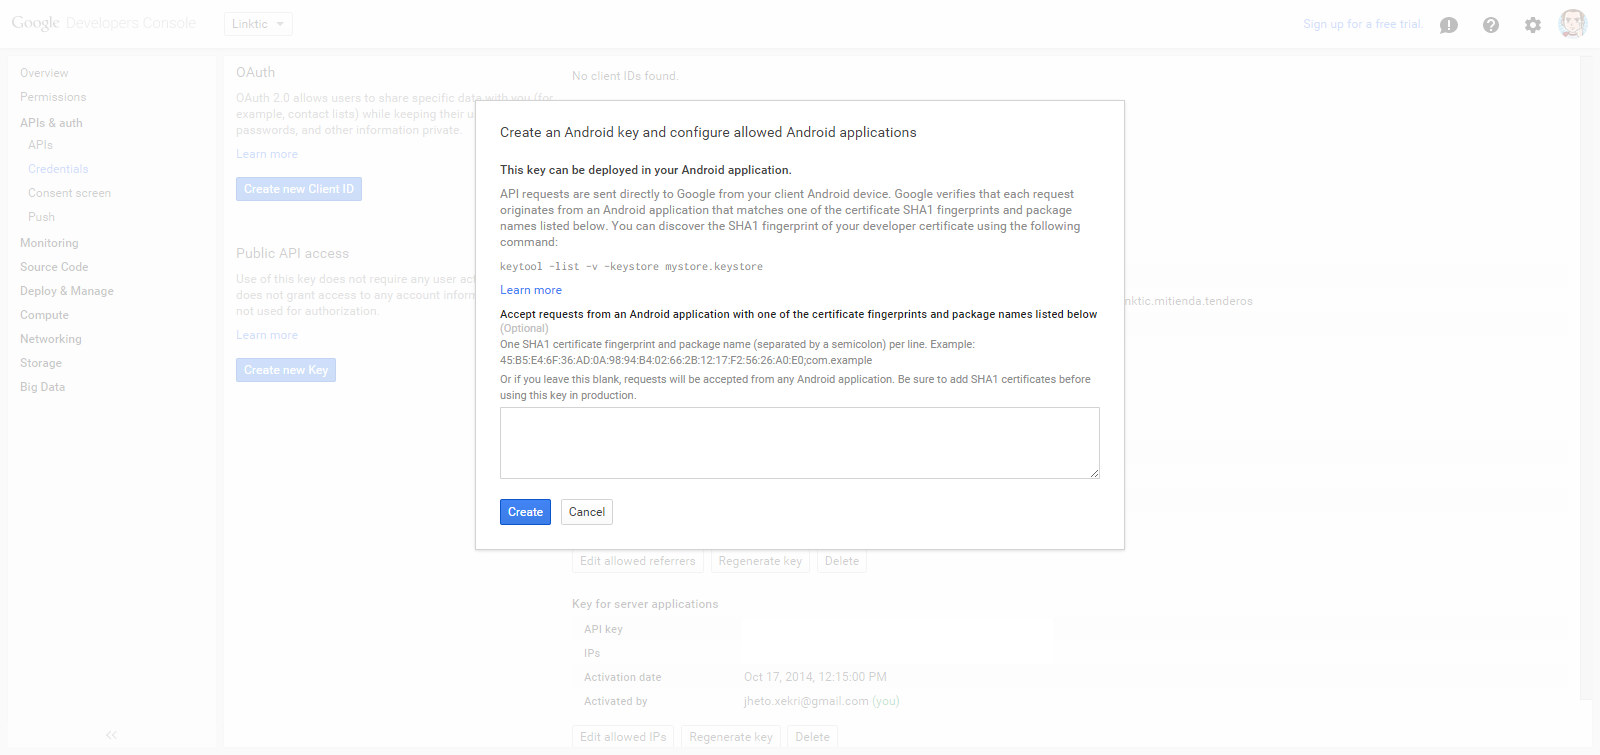 Google Developers Console
Linktic
Sign up for a free trial.
Overview
Permissions
APIs & auth
APIs
Credentials
Consent screen
Push
Monitoring
Source Code
Deploy & Manage
Compute
Networking
Storage
Big Data
OAuth
OAuth 2.0 allows users to share specific data with you (for
example, contact lists) while keeping their u
passwords, and other information private.
Learn more
Create new Client ID
Public API access
Use of this key does not require any user act
does not grant access to any account inform
not used for authorization.
Learn more
Create new Key
No client IDs found.
Create an Android key and configure allowed Android applications
This key can be deployed in your Android application.
API requests are sent directly to Google from your client Android device. Google verifies that each request
originates from an Android application that matches one of the certificate SHA1 fingerprints and package
names listed below. You can discover the SHA1 fingerprint of your developer certificate using the following
command:
keytool -list -v -keystore mystore.keystore
Learn more
Accept requests from an Android application with one of the certificate fingerprints and package names listed below
(Optional)
One SHA1 certificate fingerprint and package name (separated by a semicolon) per line. Example:
45:B5:E4:6F:36:AD:0A:98:94:B4:02:66:2B:12:17:F2:56:26:A0:E0;com.example
Or if you leave this blank, requests will be accepted from any Android application. Be sure to add SHA1 certificates before
using this key in production.
Create
Cancel
nktic.mitienda.tenderos
Edit allowed referrers
Regenerate key
Delete
Key for server applications
API key
IPs
Activation date
Oct 17, 2014, 12:15:00 PM
Activated by
jheto.xekri@gmail.com (you)
Edit allowed IPs
Regenerate key
Delete